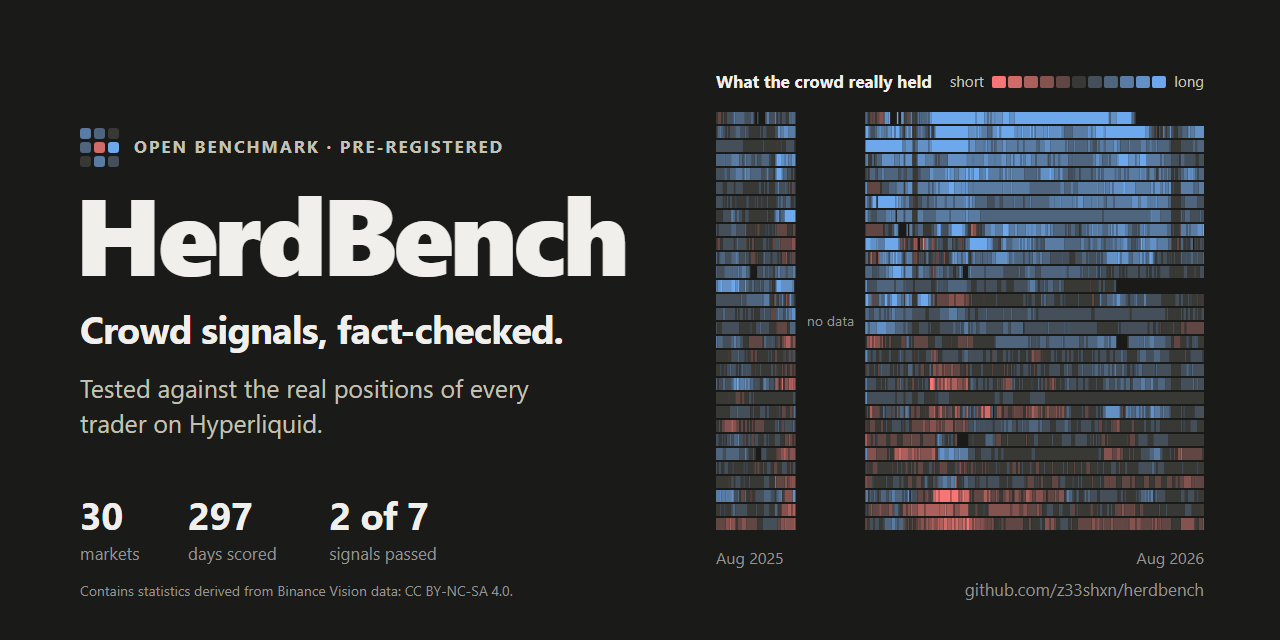 OPEN BENCHMARK · PRE-REGISTERED
HerdBench
Crowd signals, fact-checked.
Tested against the real positions of every
trader on Hyperliquid.
30
markets
297
days scored
2 of 7
signals passed
Contains statistics derived from Binance Vision data: CC BY-NC-SA 4.0.
What the crowd really held
short
long
no data
Aug 2025
Aug 2026
github.com/z33shxn/herdbench